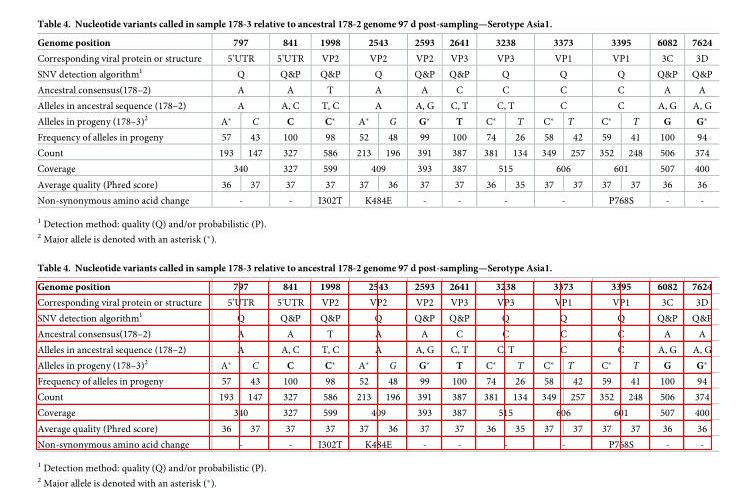 Table 4. Nucleotide variants called in sample 178-3 relative to ancestral 178-2 genome 97 d post-sampling—Serotype Asia1.
Genome position 797 841 1998 2543 2593 2641 3238 3373 3395 6082 7624
Corresponding viral protein or structure 5'UTR 5'UTR VP2 VP2 VP2 VP3 VP3 VP1 VP1 3C 3D
SNV detection algorithm¹ Q Q&P Q&P Q Q&P Q&P Q Q Q Q&P Q&P
Ancestral consensus(178–2) A A T A A C C C C A A
Alleles in ancestral sequence (178–2) A A, C T, C A A, G C, T C, T C C A, G A, G
Alleles in progeny (178–3)² A* C C C* A* G G* T C* T C* T C* T G G*
Frequency of alleles in progeny 57 43 100 98 52 48 99 100 74 26 58 42 59 41 100 94
Count 193 147 327 586 213 196 391 387 381 134 349 257 352 248 506 374
Coverage 340 327 599 409 393 387 515 606 601 507 400
Average quality (Phred score) 36 37 37 37 37 36 37 37 36 35 37 37 37 37 36 36
Non-synonymous amino acid change - - I302T K484E - - - - P768S - -
¹ Detection method: quality (Q) and/or probabilistic (P).
² Major allele is denoted with an asterisk (*).
Table 4. Nucleotide variants called in sample 178-3 relative to ancestral 178-2 genome 97 d post-sampling—Serotype Asia1.
Genome position 797 841 1998 2543 2593 2641 3238 3373 3395 6082 7624
Corresponding viral protein or structure 5'UTR 5'UTR VP2 VP2 VP2 VP3 VP3 VP1 VP1 3C 3D
SNV detection algorithm¹ Q Q&P Q&P Q Q&P Q&P Q Q Q Q&P Q&P
Ancestral consensus(178–2) A A T A A C C C C A A
Alleles in ancestral sequence (178–2) A A, C T, C A A, G C, T C, T C C A, G A, G
Alleles in progeny (178–3)² A* C C C* A* G G* T C* T C* T C* T G G*
Frequency of alleles in progeny 57 43 100 98 52 48 99 100 74 26 58 42 59 41 100 94
Count 193 147 327 586 213 196 391 387 381 134 349 257 352 248 506 374
Coverage 340 327 599 409 393 387 515 606 601 507 400
Average quality (Phred score) 36 37 37 37 37 36 37 37 36 35 37 37 37 37 36 36
Non-synonymous amino acid change - - I302T K484E - - - - P768S - -
¹ Detection method: quality (Q) and/or probabilistic (P).
² Major allele is denoted with an asterisk (*).